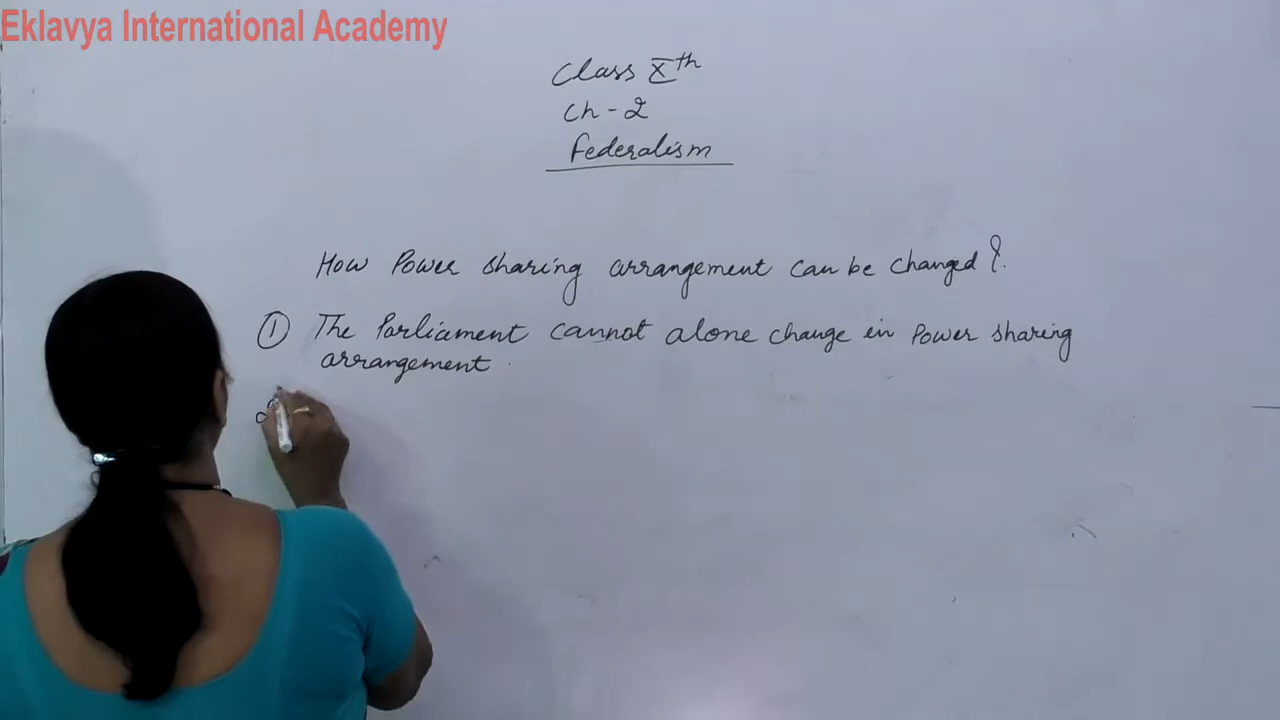 Eklavya International Academy
Class Xth
Ch - 2
Federalism
How Power sharing arrangement can be changed ?
① The Parliament cannot alone change in Power sharing
arrangement.